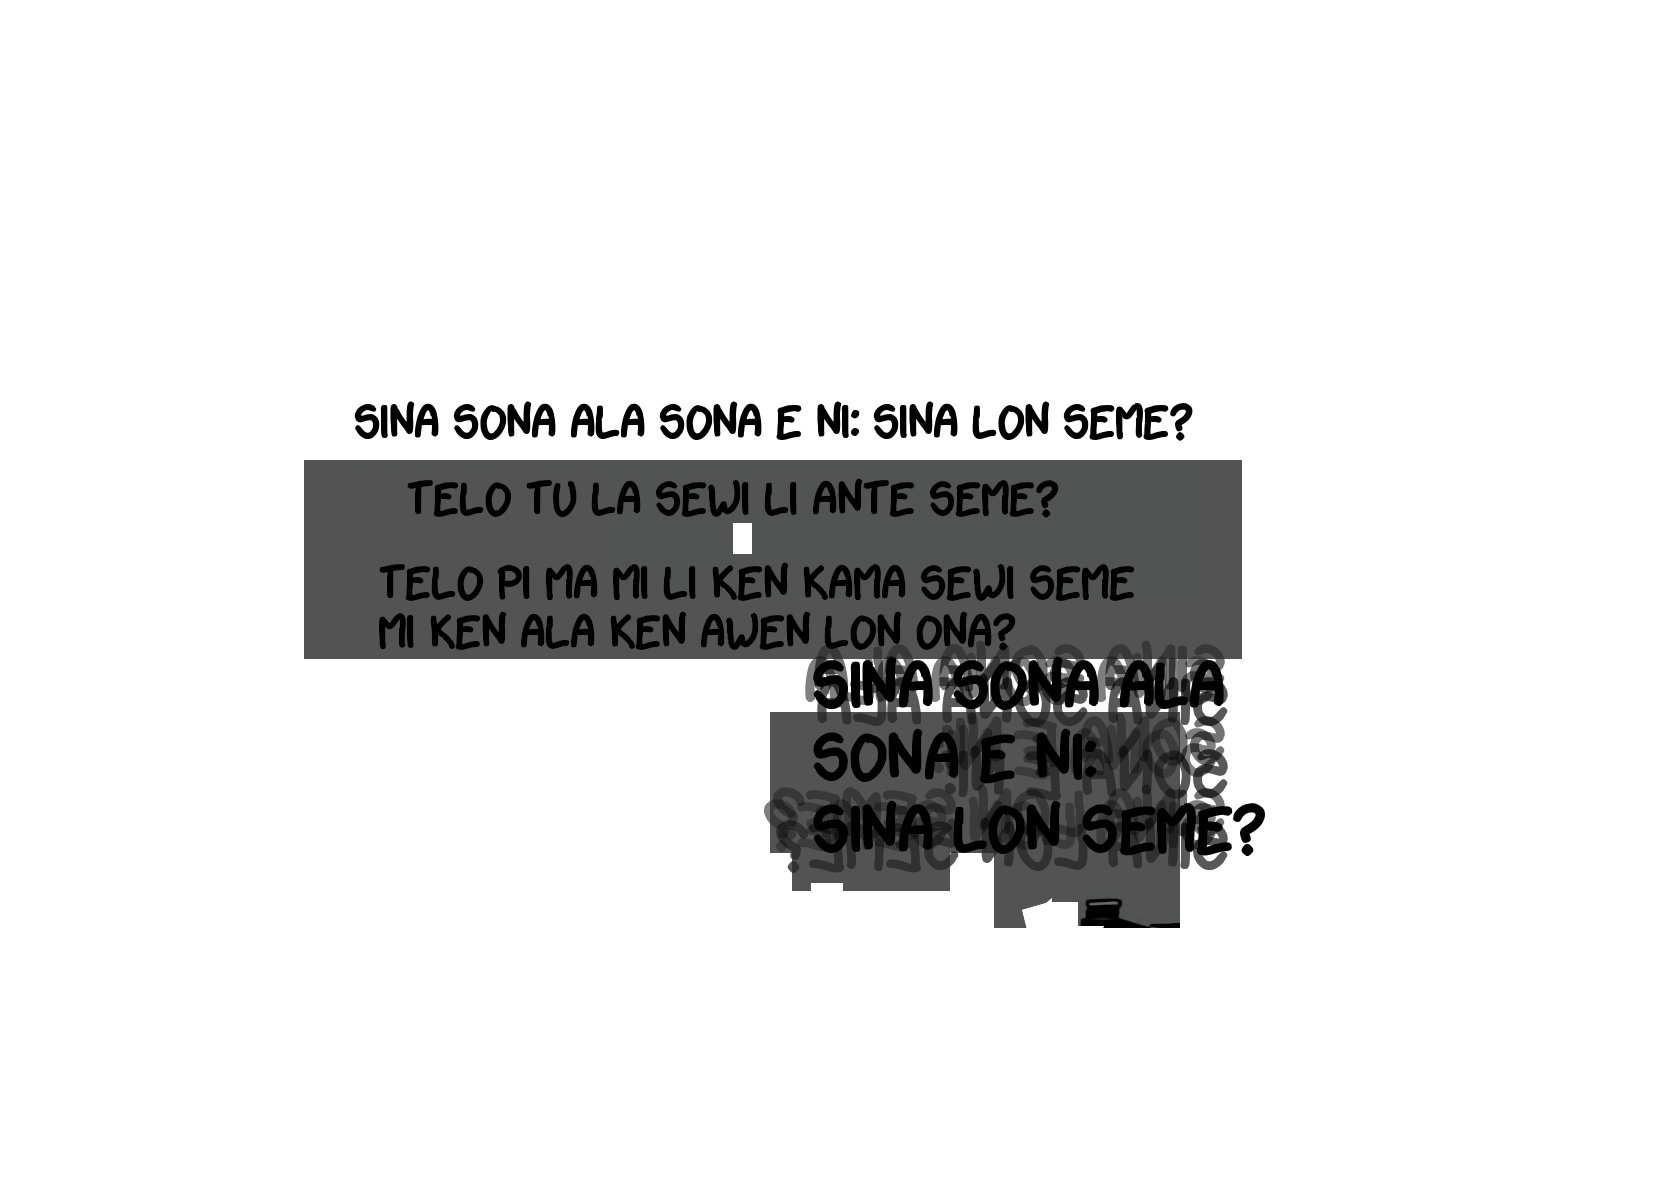 SINA SONA ALA SONA E NI: SINA LON SEME?
TELO TU LA SEWI LI ANTE SEME?
TELO PI MA MI LI KEN KAMA SEWI SEME
MI KEN ALA KEN AWEN LON ONA?
SINA SONA ALA
SONA E NI:
SINA LON SEME?